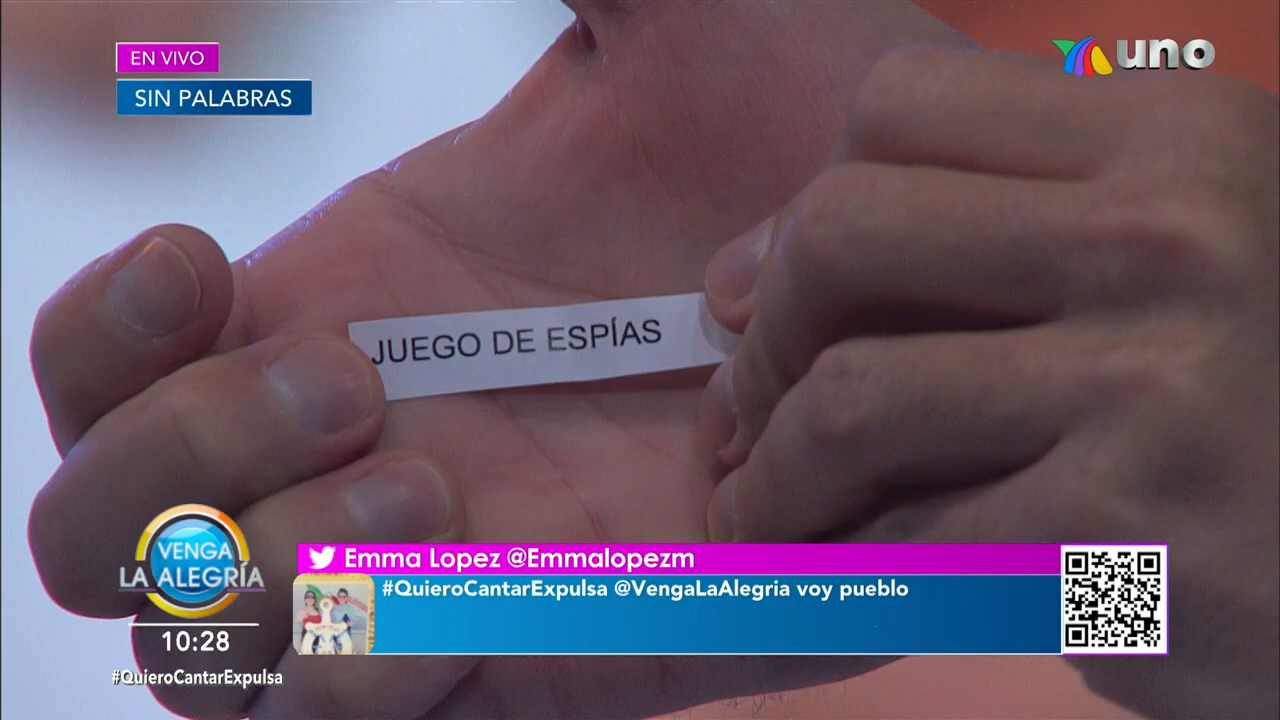 EN VIVO
SIN PALABRAS
uno
JUEGO DE ESPÍAS
Emma Lopez @Emmalopezm
#QuieroCantarExpulsa @VengaLaAlegria voy pueblo
VENGA
LA ALEGRÍA
10:28
#QuieroCantarExpulsa